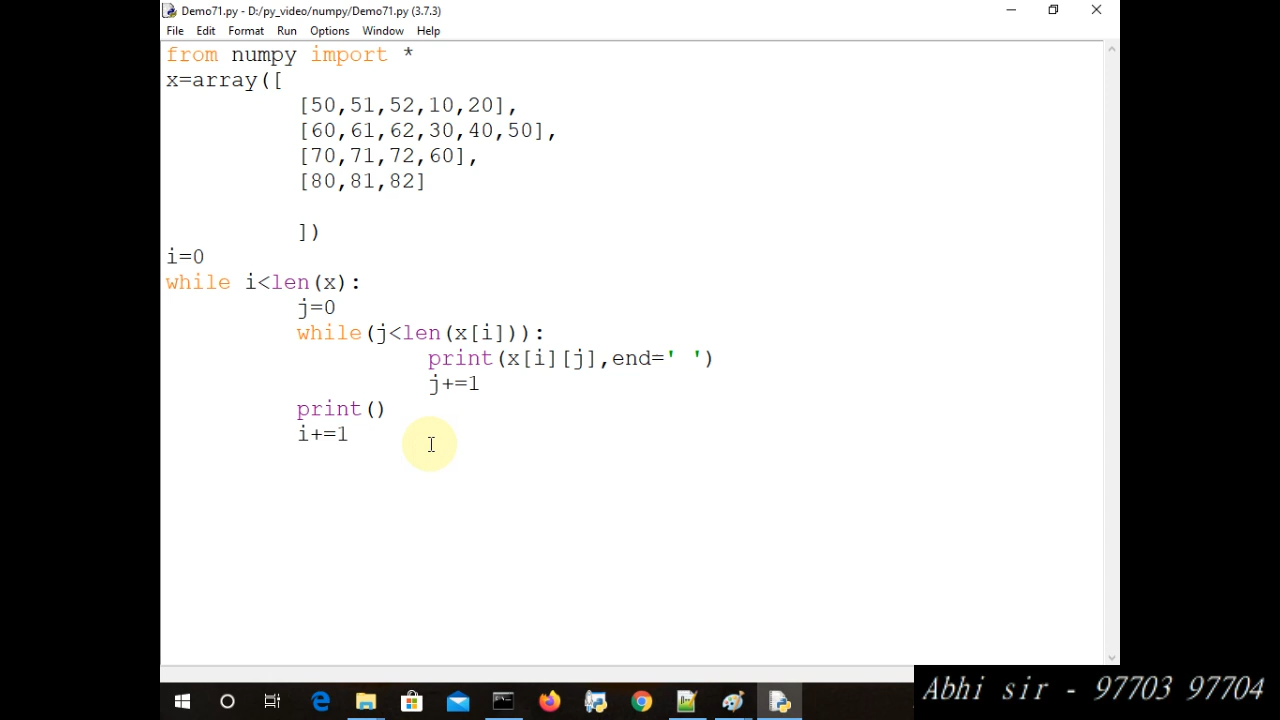 Demo71.py - D:/py_video/numpy/Demo71.py (3.7.3)
File Edit Format Run Options Window Help
from numpy import *
x=array([
[50,51,52,10,20],
[60,61,62,30,40,50],
[70,71,72,60],
[80,81,82]
])
i=0
while i<len(x):
j=0
while(j<len(x[i])):
print(x[i][j],end=' ')
j+=1
print()
i+=1
Abhi sir - 97703 97704